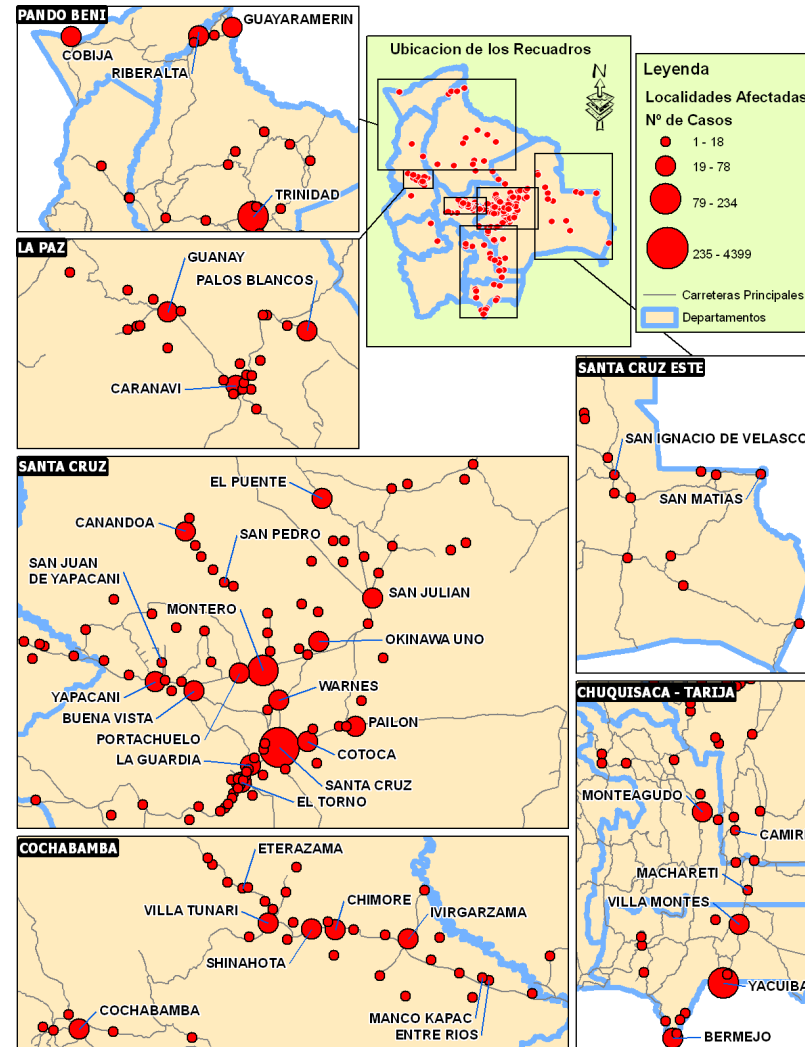 PANDO BENI
GUAYARAMERIN
COBIJA
RIBERALTA
TRINIDAD
LA PAZ
GUANAY
PALOS BLANCOS
CARANAVI
Ubicacion de los Recuadros
N
Leyenda
Localidades Afectadas
Nº de Casos
1 - 18
19 - 78
79 - 234
235 - 4399
Carreteras Principales
Departamentos
SANTA CRUZ ESTE
SAN IGNACIO DE VELASCO
SAN MATIAS
SANTA CRUZ
EL PUENTE
CANANDOA
SAN PEDRO
SAN JUAN
DE YAPACANI
SAN JULIAN
MONTERO
OKINAWA UNO
YAPACANI
WARNES
BUENA VISTA
PAILON
PORTACHUELO
COTOCA
LA GUARDIA
SANTA CRUZ
EL TORNO
CHUQUISACA - TARIJA
MONTEAGUDO
CAMIRI
MACHARETI
VILLA MONTES
YACUIBA
BERMEJO
COCHABAMBA
ETERAZAMA
VILLA TUNARI
CHIMORE
IVIRGARZAMA
SHINAHOTA
MANCO KAPAC
ENTRE RIOS
COCHABAMBA